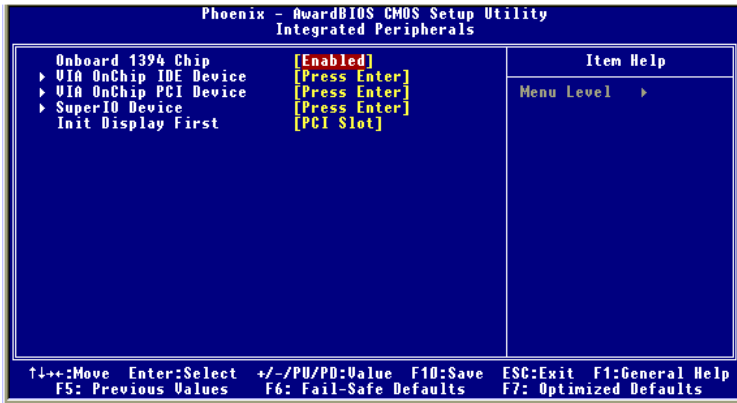 Phoenix - AwardBIOS CMOS Setup Utility
Integrated Peripherals
Onboard 1394 Chip [Enabled]
▶ VIA OnChip IDE Device [Press Enter]
▶ VIA OnChip PCI Device [Press Enter]
▶ SuperIO Device [Press Enter]
Init Display First [PCI Slot]
Item Help
Menu Level ▶
↑↓→←:Move Enter:Select +/-/PU/PD:Value F10:Save ESC:Exit F1:General Help
F5: Previous Values F6: Fail-Safe Defaults F7: Optimized Defaults